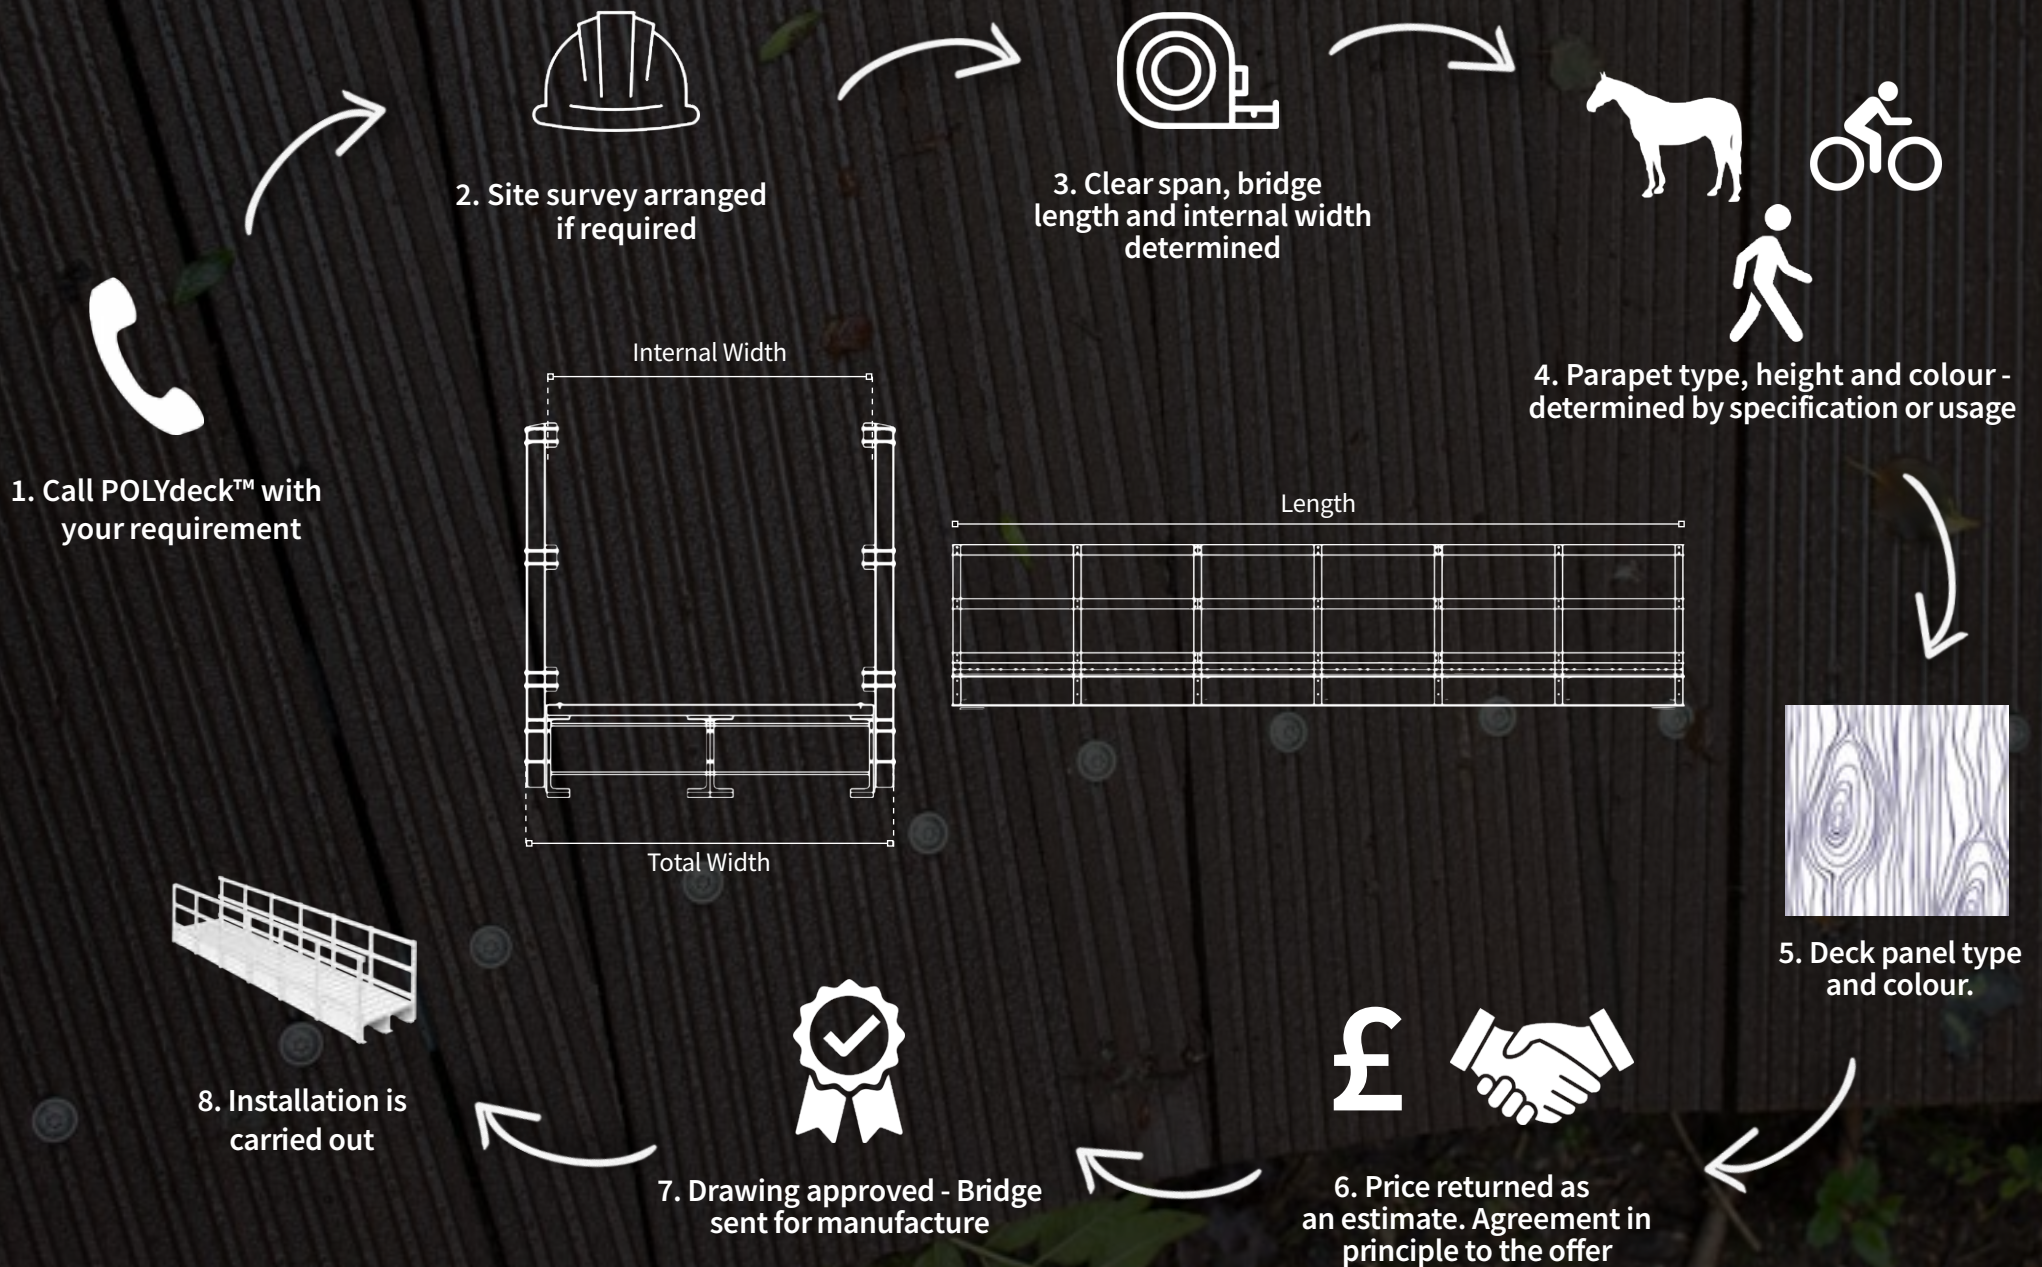 1. Call POLYdeck™ with
your requirement
2. Site survey arranged
if required
3. Clear span, bridge
length and internal width
determined
4. Parapet type, height and colour -
determined by specification or usage
Internal Width
Total Width
Length
5. Deck panel type
and colour.
£
6. Price returned as
an estimate. Agreement in
principle to the offer
7. Drawing approved - Bridge
sent for manufacture
8. Installation is
carried out